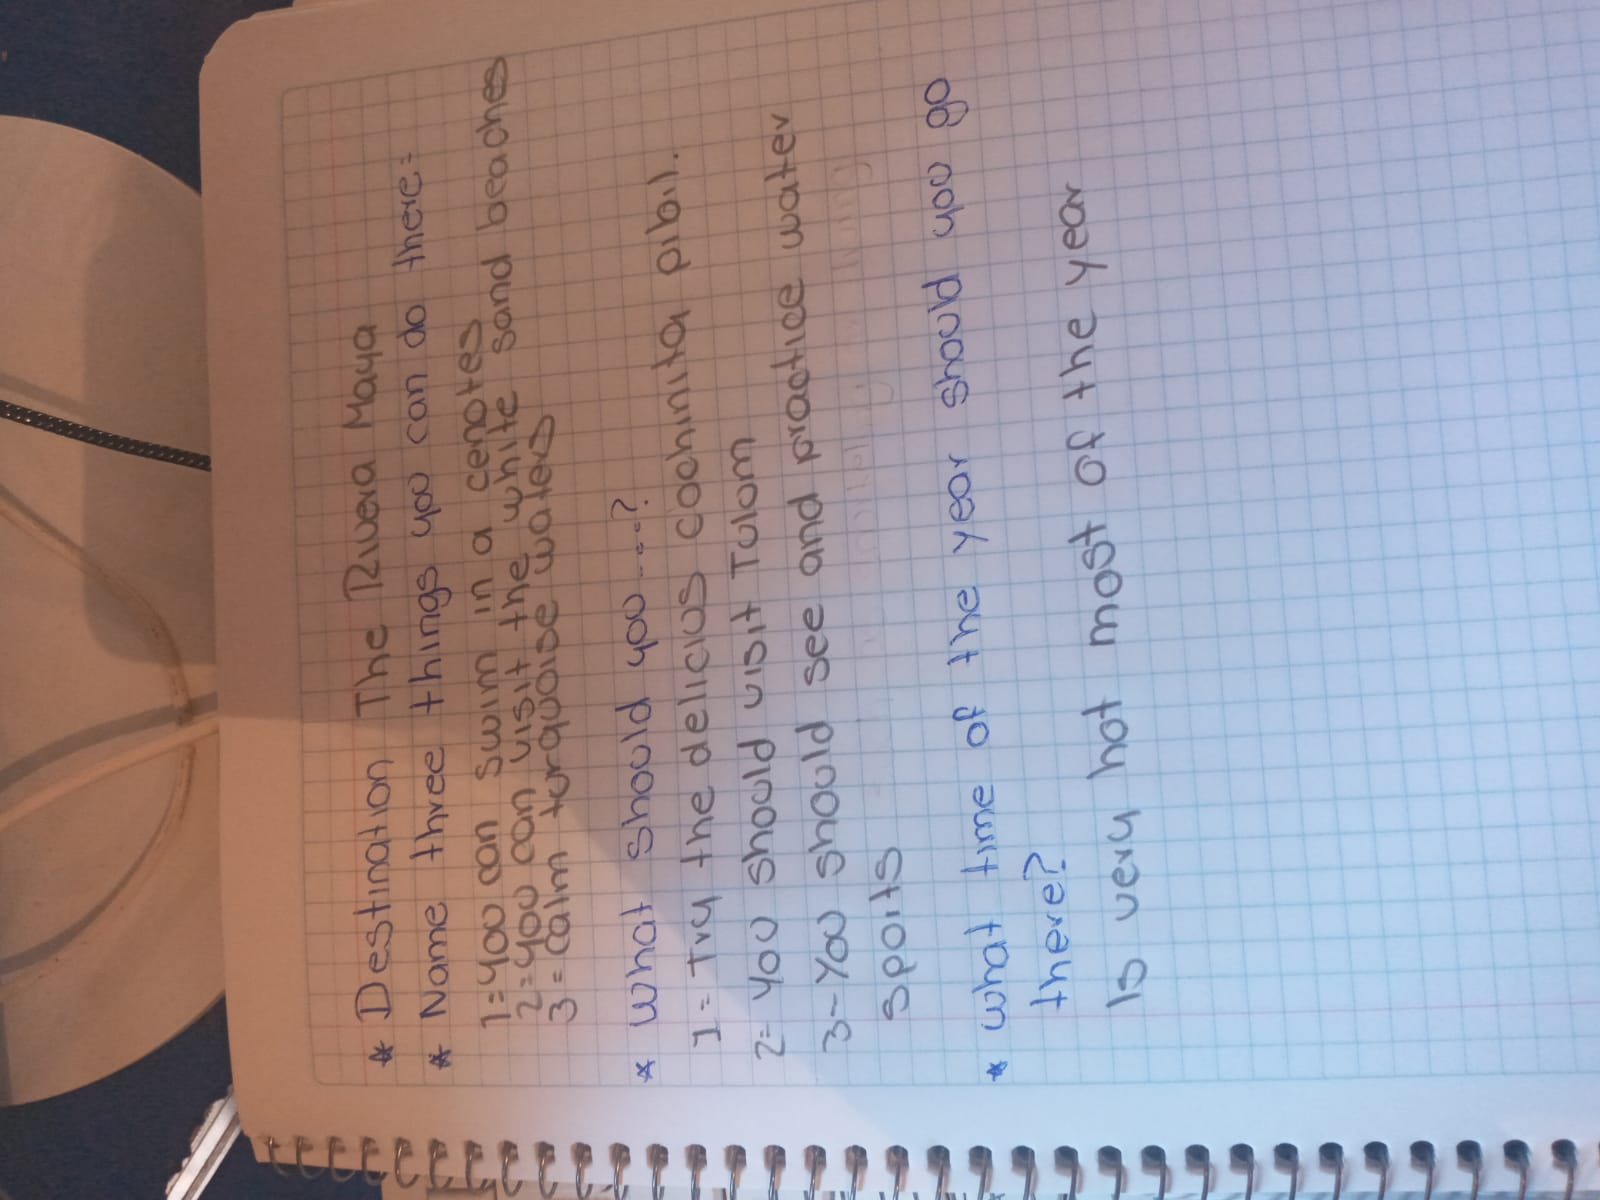 * Destination The Rivera Maya
* Name three things you can do there:
1= you can swim in a cenotes
2= you can visit the white sand beaches
3= calm turquoise waters
* what should you ----?
1= Try the delicius cochinita pibil.
2= you should visit Tulom
3- You should see and practice water
sports
* what time of the year should you go
there?
Is very hot most of the year